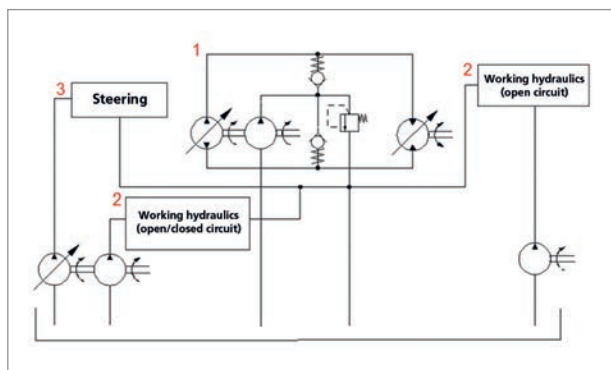 1
2
3
Steering
Working hydraulics
(open circuit)
2
Working hydraulics
(open/closed circuit)